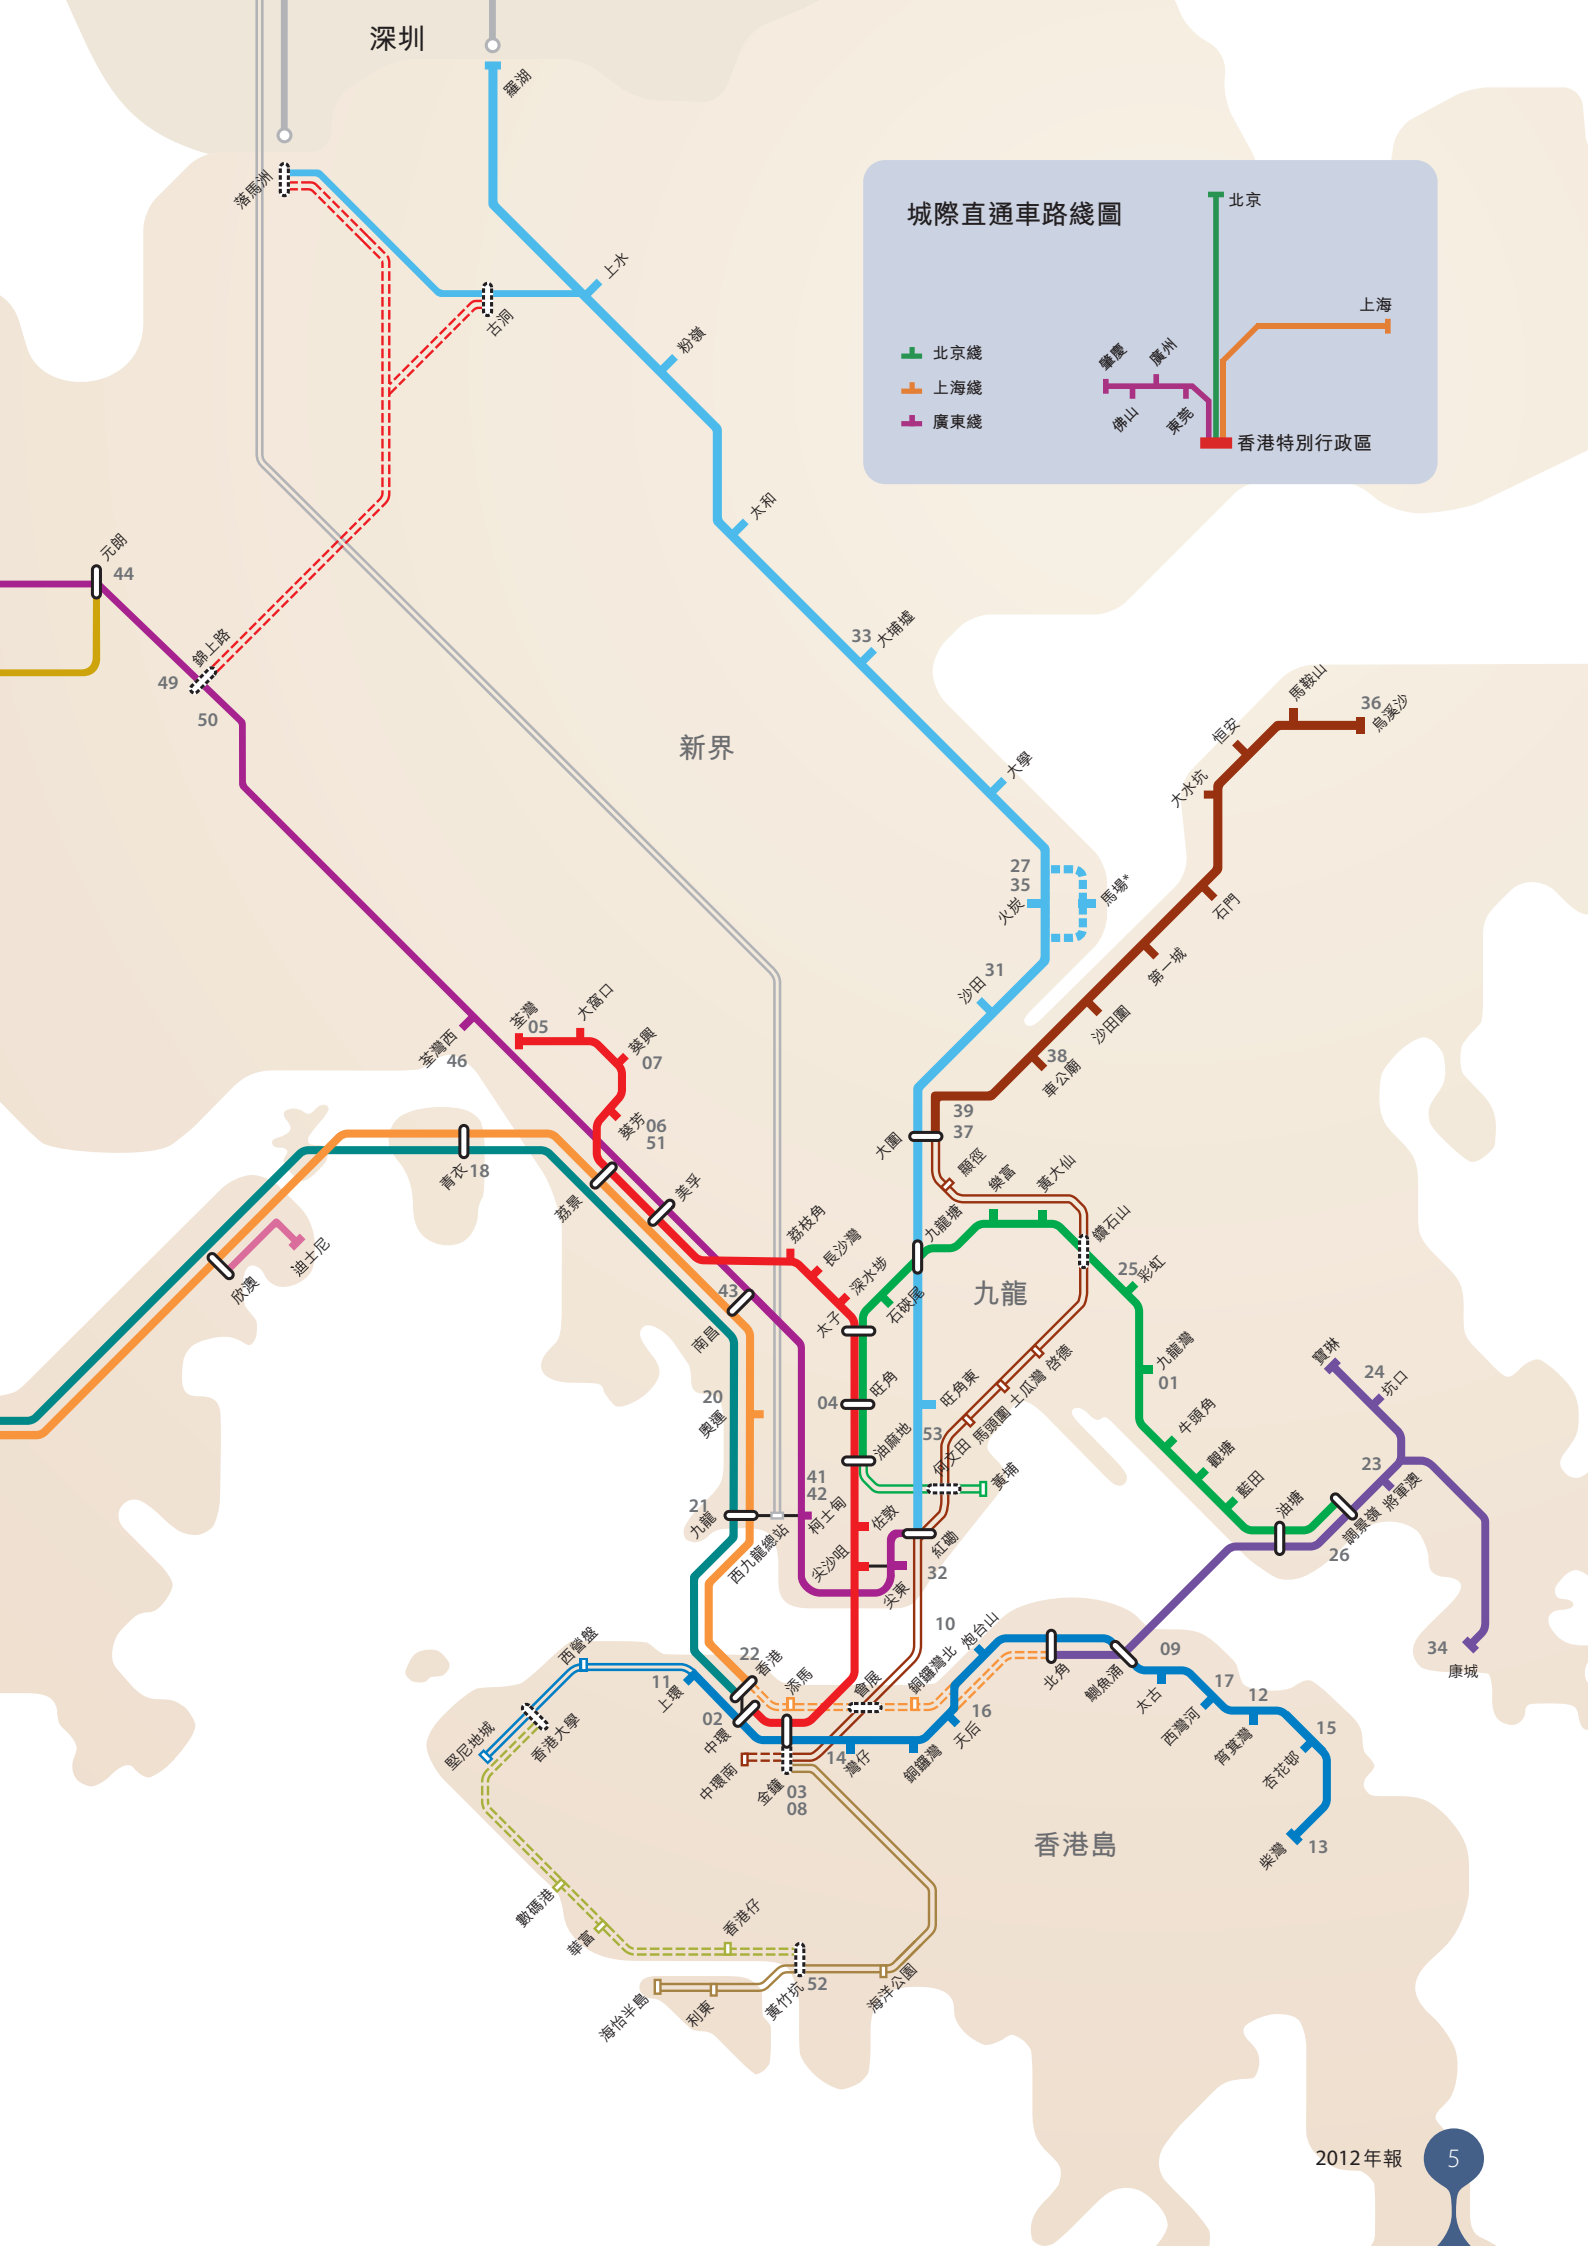 深圳
羅湖
落馬洲
古洞
上水
粉嶺
城際直通車路綫圖
北京
上海
北京綫
上海綫
廣東綫
肇慶
廣州
佛山
東莞
香港特別行政區
太和
元朗
44
錦上路
49
50
33
大埔墟
新界
大學
馬鞍山
36
烏溪沙
恒安
大水坑
27
35
火炭
馬場*
石門
第一城
沙田
31
沙田圍
38
車公廟
荃灣西
46
荃灣
05
大窩口
葵興
07
葵芳
06
51
39
37
大圍
顯徑
青衣
18
荔景
美孚
樂富
黃大仙
鑽石山
九龍塘
欣澳
迪士尼
荔枝角
長沙灣
深水埗
石硤尾
太子
九龍
25
彩虹
43
南昌
九龍灣
01
20
奧運
04
旺角
旺角東
啓德
土瓜灣
馬頭圍
何文田
53
油麻地
黃埔
牛頭角
觀塘
藍田
油塘
寶琳
24
坑口
23
將軍澳
調景嶺
26
21
九龍
西九龍總站
41
42
柯士甸
佐敦
尖沙咀
尖東
紅磡
32
34
康城
西營盤
11
上環
22
香港
02
中環
添馬
會展
銅鑼灣北
10
炮台山
北角
鰂魚涌
09
太古
17
西灣河
12
筲箕灣
15
杏花邨
柴灣
13
堅尼地城
香港大學
中環南
金鐘
03
08
14
灣仔
銅鑼灣
16
天后
香港島
數碼港
華富
香港仔
海怡半島
利東
黃竹坑
52
海洋公園
2012年報
5